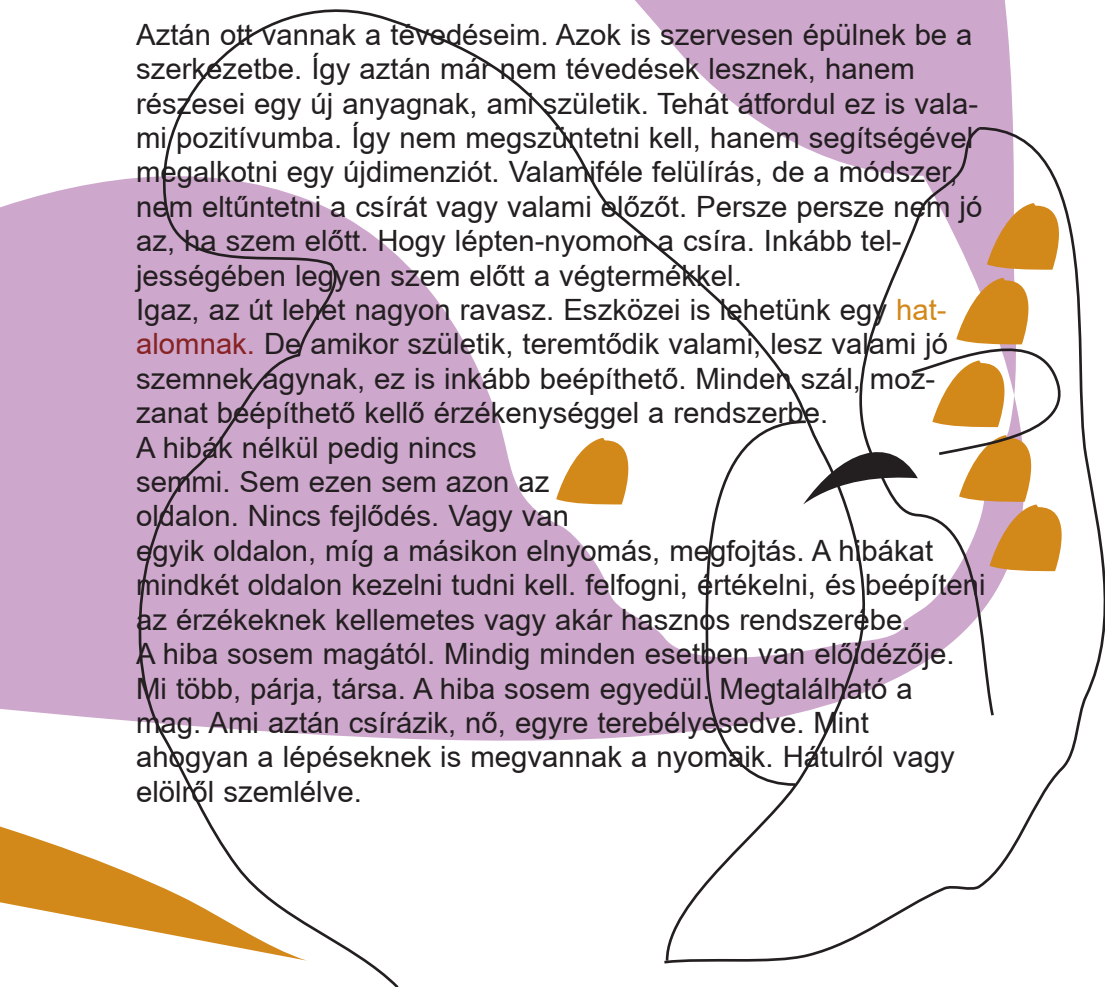 Aztán ott vannak a tévedéseim. Azok is szervesen épülnek be a
szerkezetbe. Így aztán már nem tévedések lesznek, hanem
részesei egy új anyagnak, ami születik. Tehát átfordul ez is vala-
mi pozitívumba. Így nem megszüntetni kell, hanem segítségével
megalkotni egy újdimenziót. Valamiféle felülírás, de a módszer,
nem eltűntetni a csírát vagy valami előzőt. Persze persze nem jó
az, ha szem előtt. Hogy lépten-nyomon a csíra. Inkább tel-
jességében legyen szem előtt a végtermékkel.
Igaz, az út lehet nagyon ravasz. Eszközei is lehetünk egy hat-
alomnak. De amikor születik, teremtődik valami, lesz valami jó
szemnek ágynak, ez is inkább beépíthető. Minden szál, moz-
zanat beépíthető kellő érzékenységgel a rendszerbe.
A hibák nélkül pedig nincs
semmi. Sem ezen sem azon az
oldalon. Nincs fejlődés. Vagy van
egyik oldalon, míg a másikon elnyomás, megfojtás. A hibákat
mindkét oldalon kezelni tudni kell. felfogni, értékelni, és beépíteni
az érzékeknek kellemetes vagy akár hasznos rendszerébe.
A hiba sosem magától. Mindig minden esetben van előidézője.
Mi több, párja, társa. A hiba sosem egyedül. Megtalálható a
mag. Ami aztán csírázik, nő, egyre terebélyesedve. Mint
ahogyan a lépéseknek is megvannak a nyomaik. Hátulról vagy
elölről szemlélve.